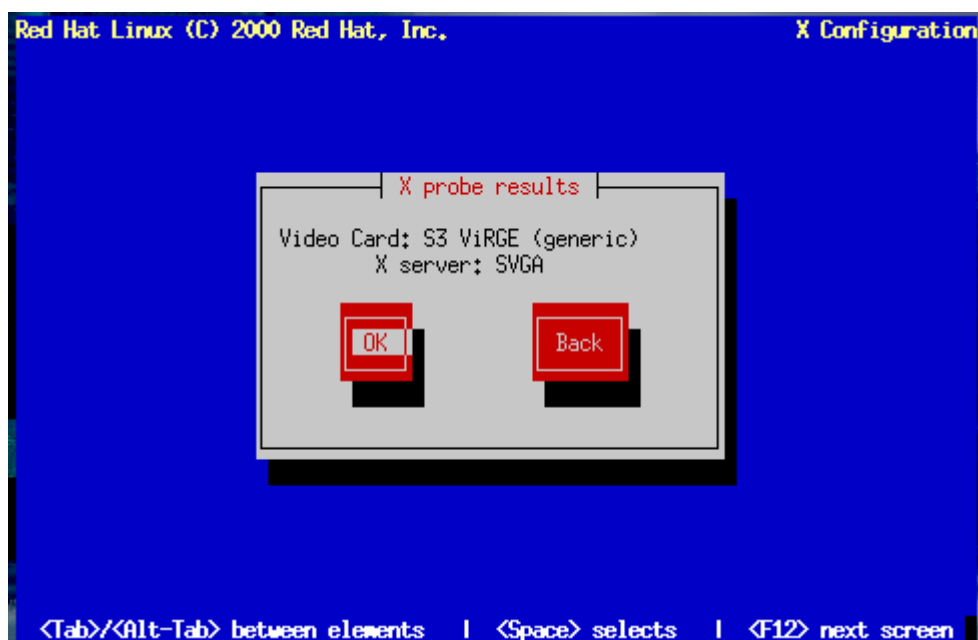 Red Hat Linux (C) 2000 Red Hat, Inc. X Configuration
X probe results
Video Card: S3 ViRGE (generic)
X server: SVGA
OK Back
<Tab>/<Alt-Tab> between elements | <Space> selects | <F12> next screen